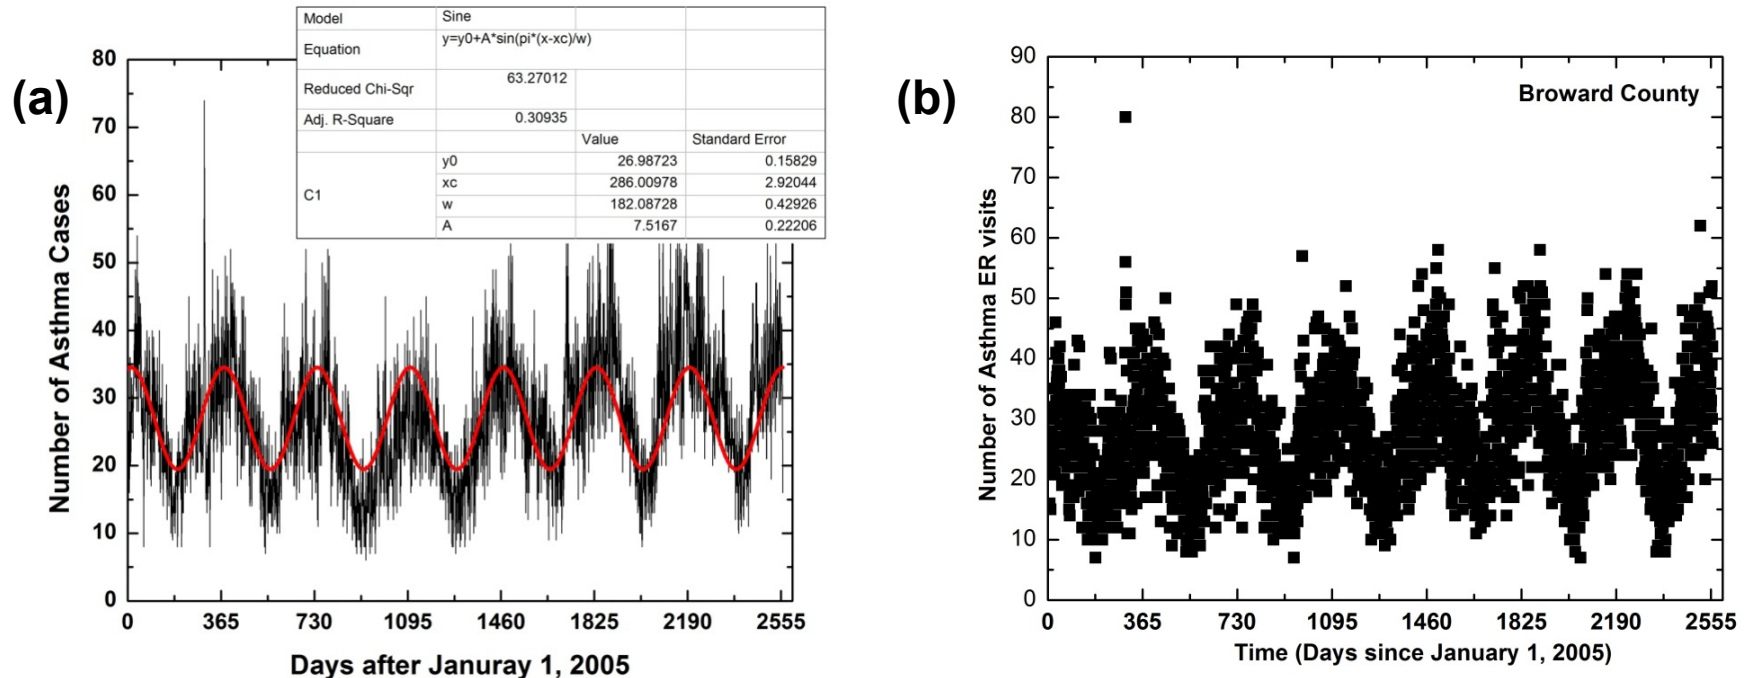 (a)
Model Sine
Equation y=y0+A*sin(pi*(x-xc)/w)
Reduced Chi-Sqr 63.27012
Adj. R-Square 0.30935
Value Standard Error
C1
y0 26.98723 0.15829
xc 286.00978 2.92044
w 182.08728 0.42926
A 7.5167 0.22206
Number of Asthma Cases
80
70
60
50
40
30
20
10
0
0 365 730 1095 1460 1825 2190 2555
Days after Januray 1, 2005
(b)
Broward County
Number of Asthma ER visits
90
80
70
60
50
40
30
20
10
0
0 365 730 1095 1460 1825 2190 2555
Time (Days since January 1, 2005)